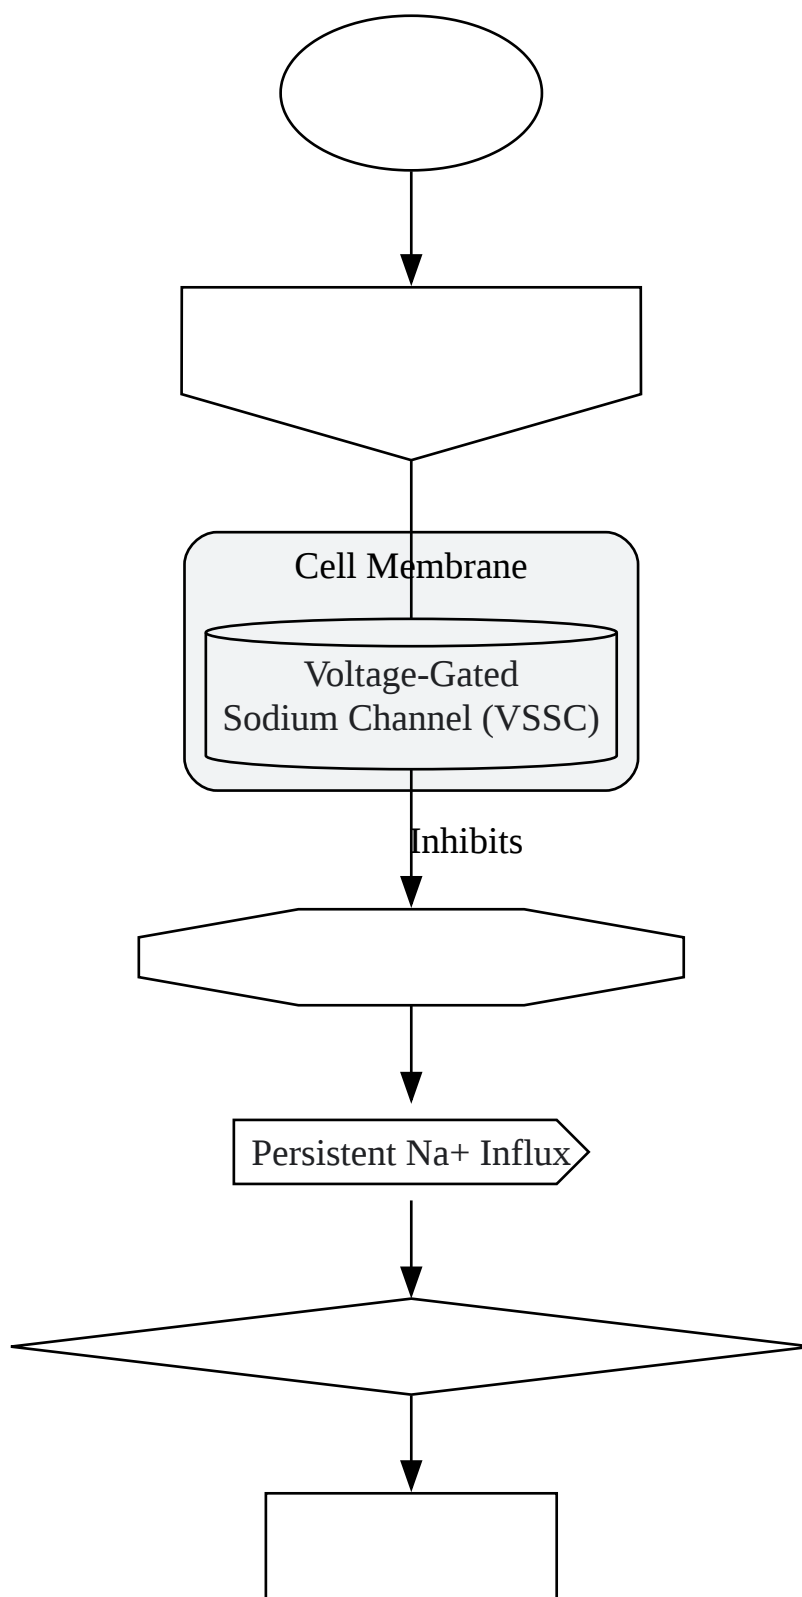 Cell Membrane
Voltage-Gated
Sodium Channel (VSSC)
Inhibits
Persistent Na+ Influx